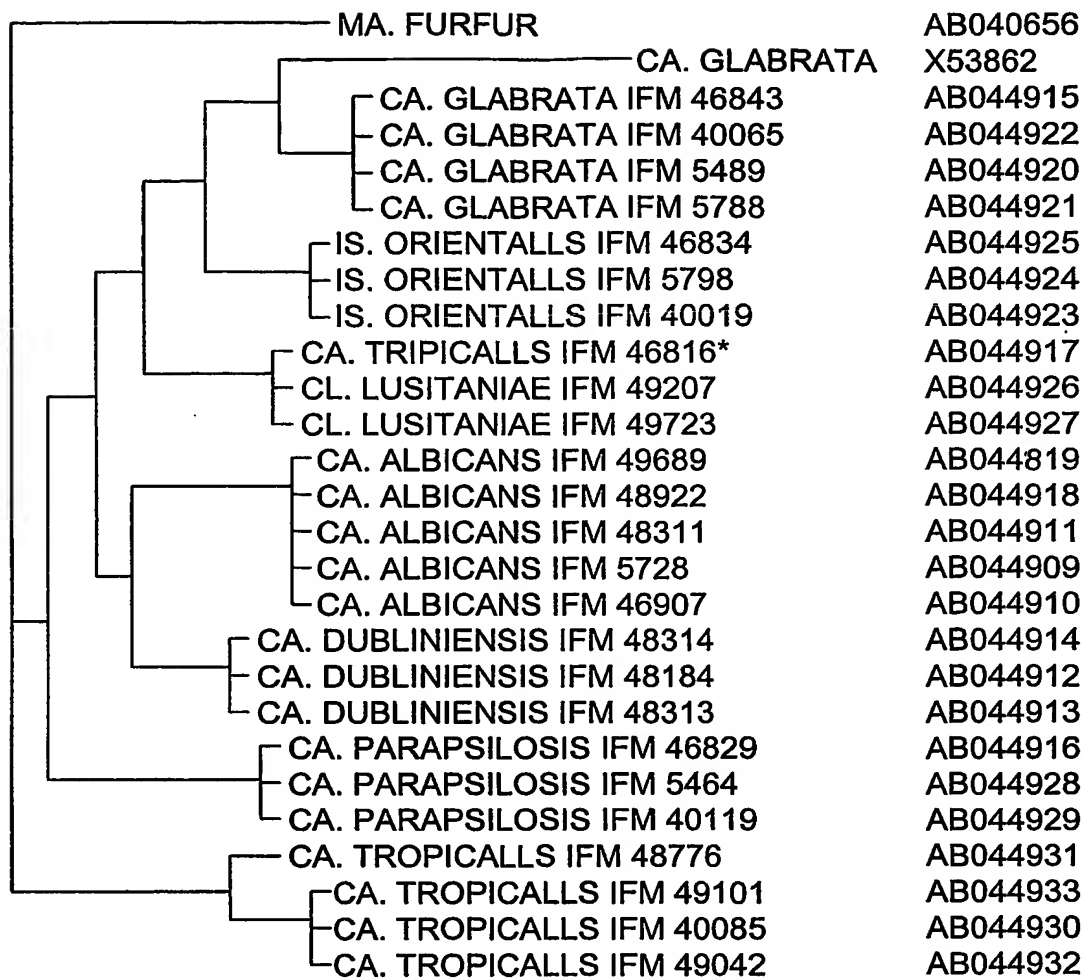 MA. FURFUR AB040656
CA. GLABRATA X53862
CA. GLABRATA IFM 46843 AB044915
CA. GLABRATA IFM 40065 AB044922
CA. GLABRATA IFM 5489 AB044920
CA. GLABRATA IFM 5788 AB044921
IS. ORIENTALLS IFM 46834 AB044925
IS. ORIENTALLS IFM 5798 AB044924
IS. ORIENTALLS IFM 40019 AB044923
CA. TRIPICALLS IFM 46816* AB044917
CL. LUSITANIAE IFM 49207 AB044926
CL. LUSITANIAE IFM 49723 AB044927
CA. ALBICANS IFM 49689 AB044819
CA. ALBICANS IFM 48922 AB044918
CA. ALBICANS IFM 48311 AB044911
CA. ALBICANS IFM 5728 AB044909
CA. ALBICANS IFM 46907 AB044910
CA. DUBLINIENSIS IFM 48314 AB044914
CA. DUBLINIENSIS IFM 48184 AB044912
CA. DUBLINIENSIS IFM 48313 AB044913
CA. PARAPSILOSIS IFM 46829 AB044916
CA. PARAPSILOSIS IFM 5464 AB044928
CA. PARAPSILOSIS IFM 40119 AB044929
CA. TROPICALLS IFM 48776 AB044931
CA. TROPICALLS IFM 49101 AB044933
CA. TROPICALLS IFM 40085 AB044930
CA. TROPICALLS IFM 49042 AB044932